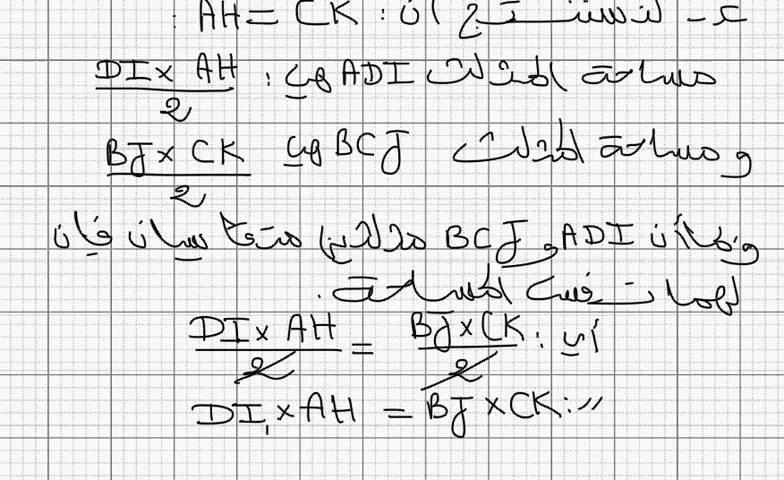 ع - لنستنتج أن : AH = CK :
مساحة المثلث ADI هي : DI × AH / 2
و مساحة المثلث BCJ هي BJ × CK / 2
وبما أن ADI و BCJ مثلثين متقايسان فإن
لهما نفس المساحة .
أي : DI × AH / 2 = BJ × CK / 2
〃 : DI × AH = BJ × CK